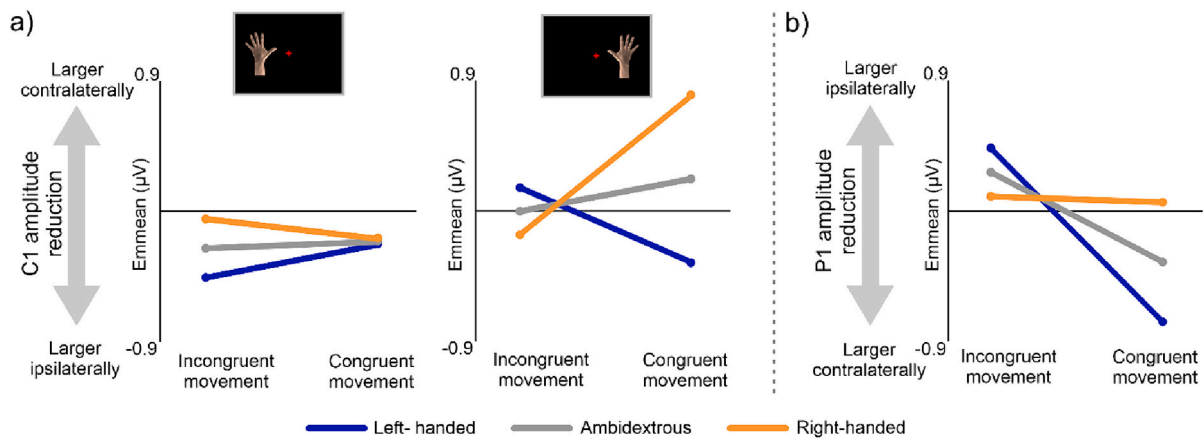 a)
Larger
contralaterally
C1 amplitude
reduction
Larger
ipsilaterally
0.9
Emmean (µV)
-0.9
Incongruent
movement
Congruent
movement
0.9
Emmean (µV)
-0.9
Incongruent
movement
Congruent
movement
b)
Larger
ipsilaterally
P1 amplitude
reduction
Larger
contralaterally
0.9
Emmean (µV)
-0.9
Incongruent
movement
Congruent
movement
Left- handed
Ambidextrous
Right-handed